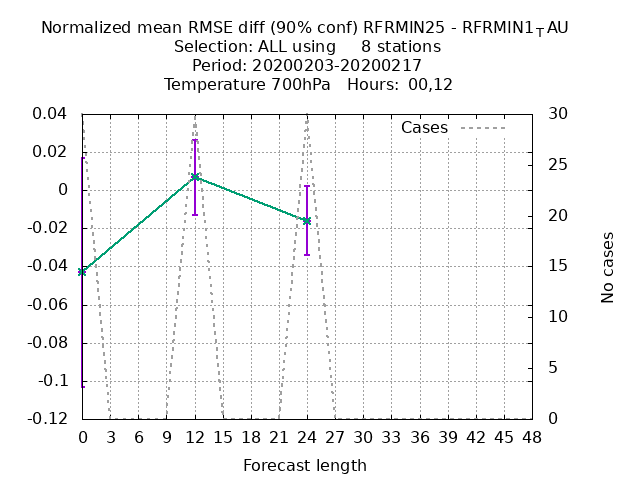 Normalized mean RMSE diff (90% conf) RFRMIN25 - RFRMIN1_TAU
Selection: ALL using 8 stations
Period: 20200203-20200217
Temperature 700hPa Hours: 00,12
Cases
0.04
0.02
0
-0.02
-0.04
-0.06
-0.08
-0.1
-0.12
30
25
20
15
10
5
0
No cases
0 3 6 9 12 15 18 21 24 27 30 33 36 39 42 45 48
Forecast length